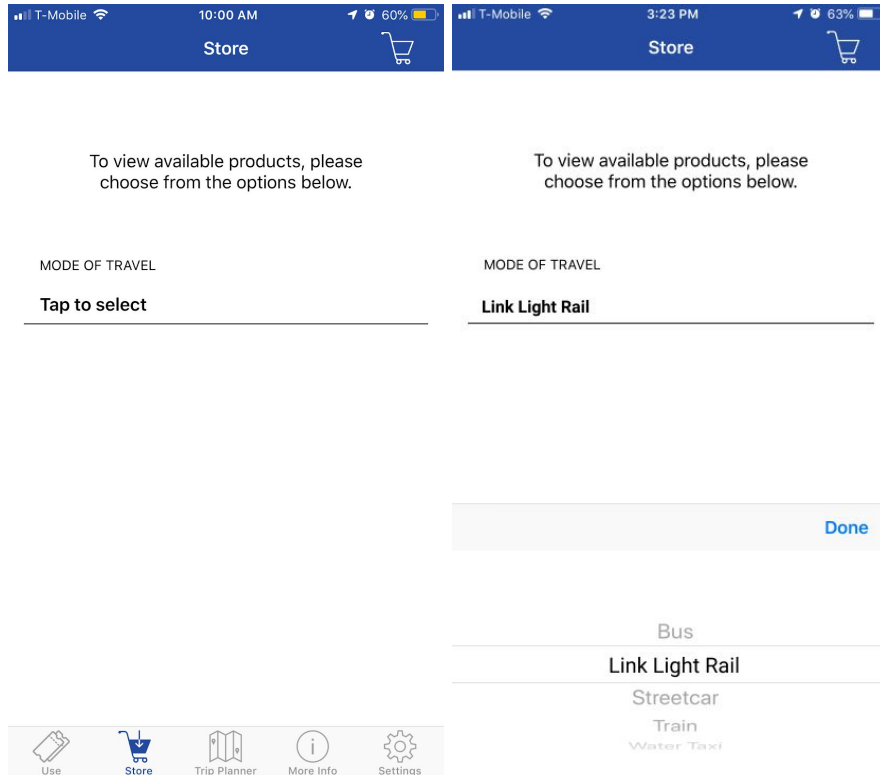 T-Mobile 10:00 AM 60%
Store
To view available products, please
choose from the options below.
MODE OF TRAVEL
Tap to select
Use Store Trip Planner More Info Settings
T-Mobile 3:23 PM 63%
Store
To view available products, please
choose from the options below.
MODE OF TRAVEL
Link Light Rail
Done
Bus
Link Light Rail
Streetcar
Train
Water Taxi